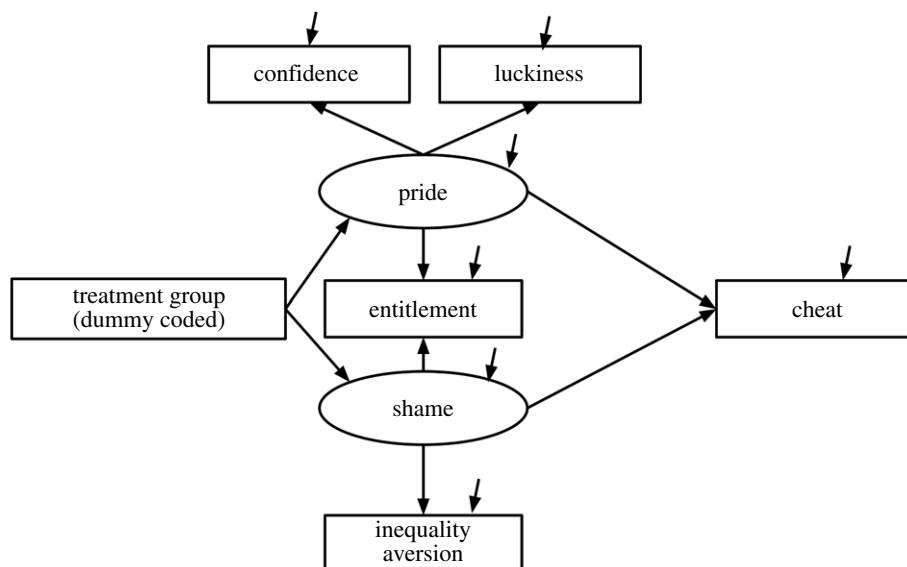 confidence
luckiness
pride
treatment group
(dummy coded)
entitlement
cheat
shame
inequality
aversion